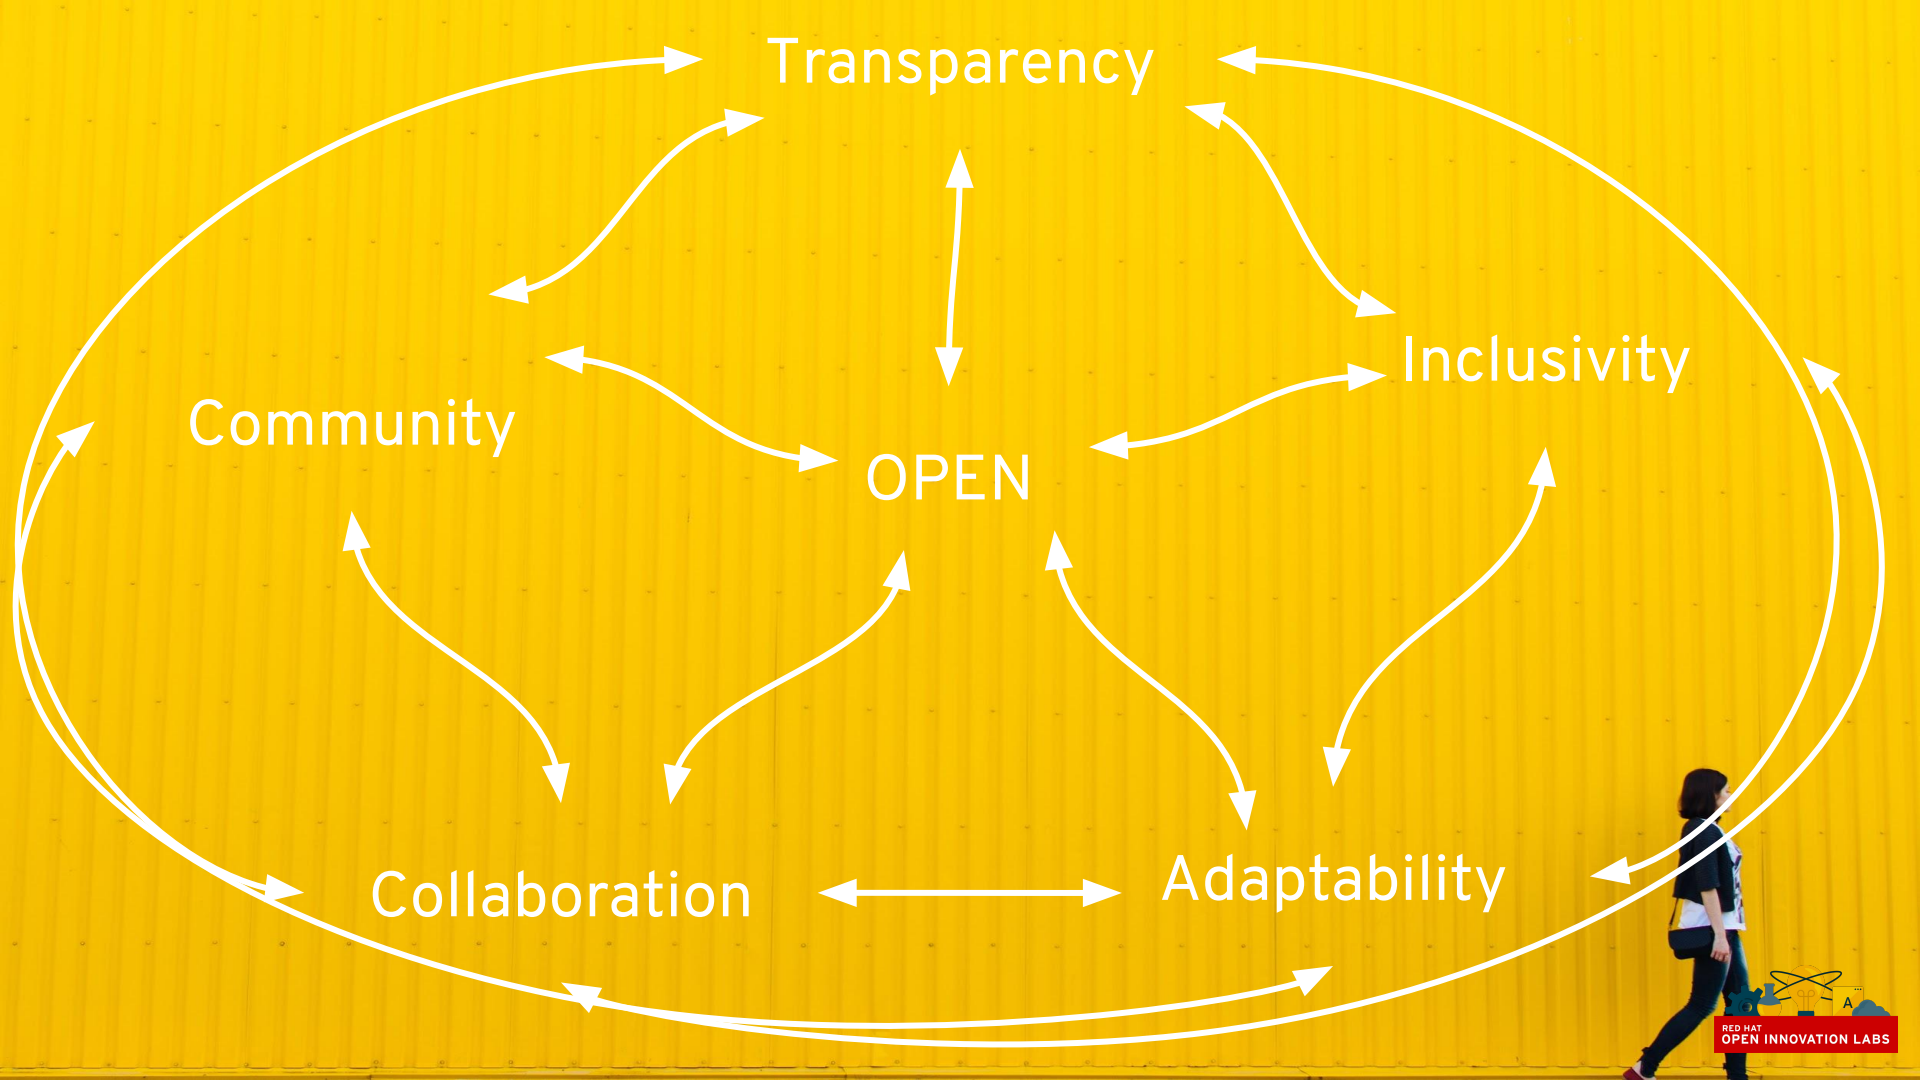 Transparency
Inclusivity
Community
OPEN
Collaboration
Adaptability
A
RED HAT
OPEN INNOVATION LABS